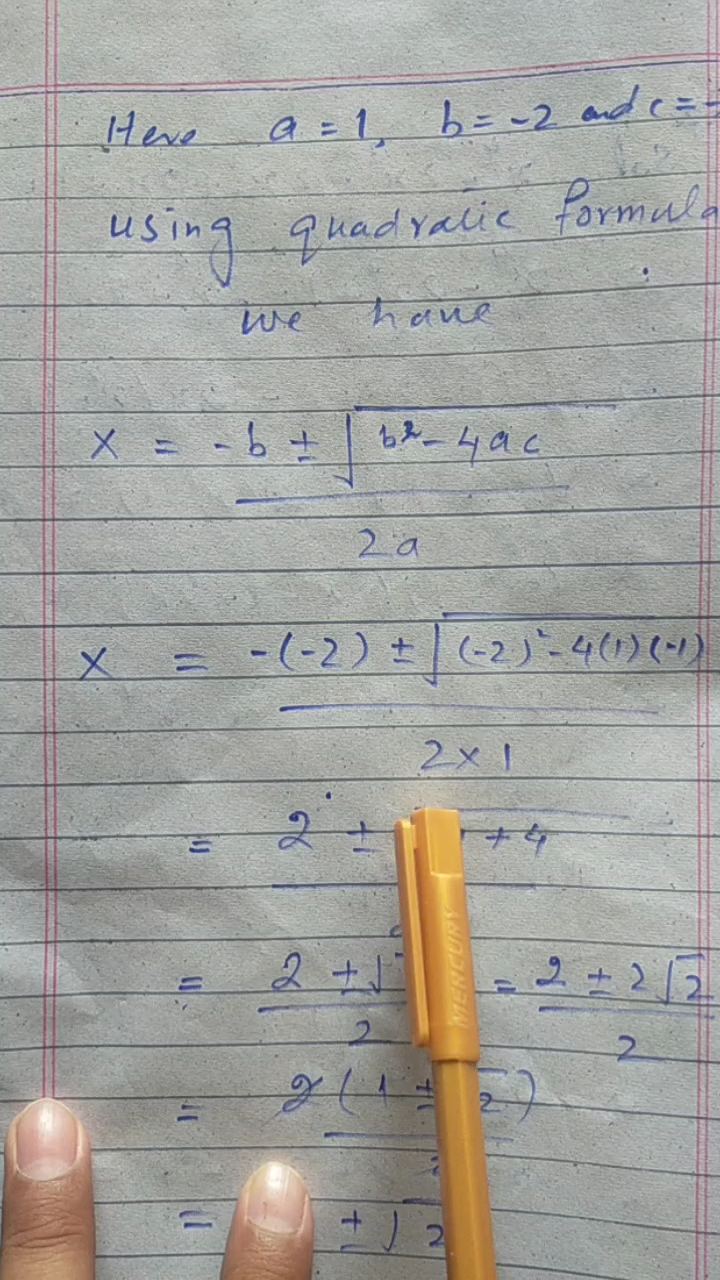 Here a = 1, b = -2 and c = -
using quadratic formula
we have
x = -b ± √b² - 4ac
2a
x = -(-2) ± √(-2)² - 4(1)(-1)
2 × 1
= 2 ± + 4
= 2 ± √ = 2 ± 2√2
2 2
= 2(1 ± 2)
= ± √2
MERCURY